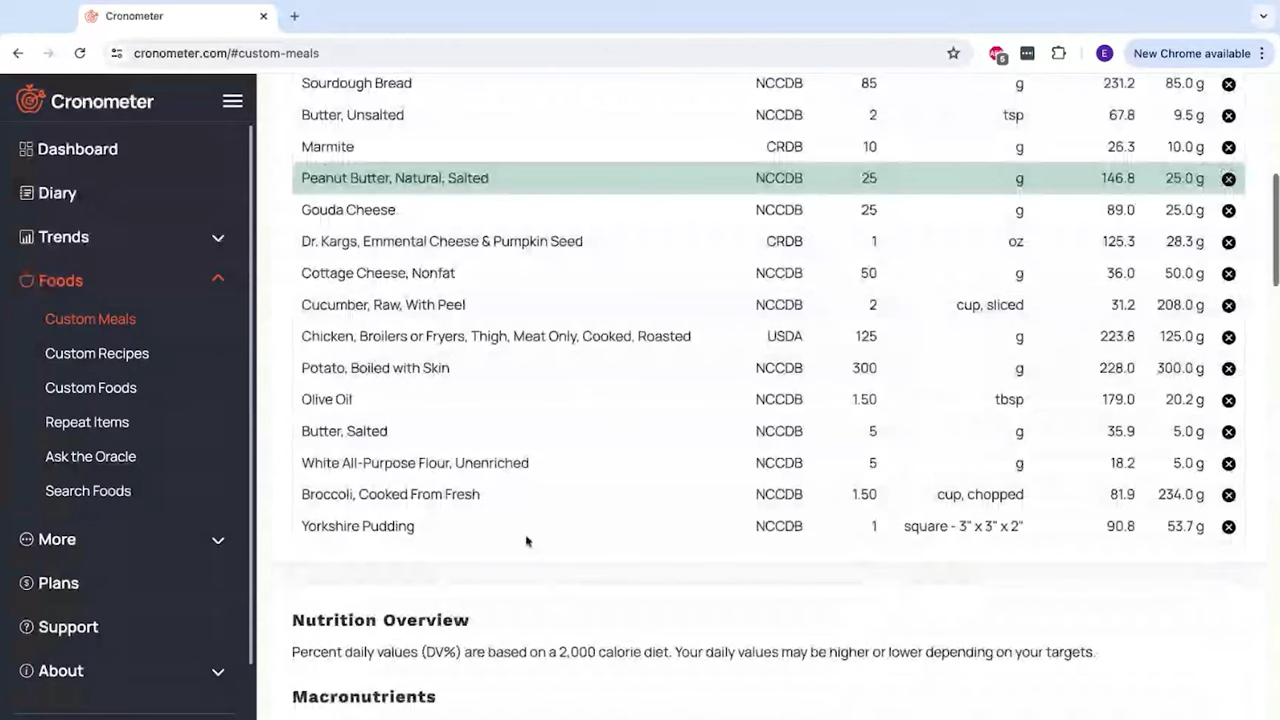 Cronometer
cronometer.com/#custom-meals
5
E
New Chrome available
Cronometer
Dashboard
Diary
Trends
Foods
Custom Meals
Custom Recipes
Custom Foods
Repeat Items
Ask the Oracle
Search Foods
More
Plans
Support
About
Sourdough Bread NCCDB 85 g 231.2 85.0 g
Butter, Unsalted NCCDB 2 tsp 67.8 9.5 g
Marmite CRDB 10 g 26.3 10.0 g
Peanut Butter, Natural, Salted NCCDB 25 g 146.8 25.0 g
Gouda Cheese NCCDB 25 g 89.0 25.0 g
Dr. Kargs, Emmental Cheese & Pumpkin Seed CRDB 1 oz 125.3 28.3 g
Cottage Cheese, Nonfat NCCDB 50 g 36.0 50.0 g
Cucumber, Raw, With Peel NCCDB 2 cup, sliced 31.2 208.0 g
Chicken, Broilers or Fryers, Thigh, Meat Only, Cooked, Roasted USDA 125 g 223.8 125.0 g
Potato, Boiled with Skin NCCDB 300 g 228.0 300.0 g
Olive Oil NCCDB 1.50 tbsp 179.0 20.2 g
Butter, Salted NCCDB 5 g 35.9 5.0 g
White All-Purpose Flour, Unenriched NCCDB 5 g 18.2 5.0 g
Broccoli, Cooked From Fresh NCCDB 1.50 cup, chopped 81.9 234.0 g
Yorkshire Pudding NCCDB 1 square - 3" x 3" x 2" 90.8 53.7 g
Nutrition Overview
Percent daily values (DV%) are based on a 2,000 calorie diet. Your daily values may be higher or lower depending on your targets.
Macronutrients